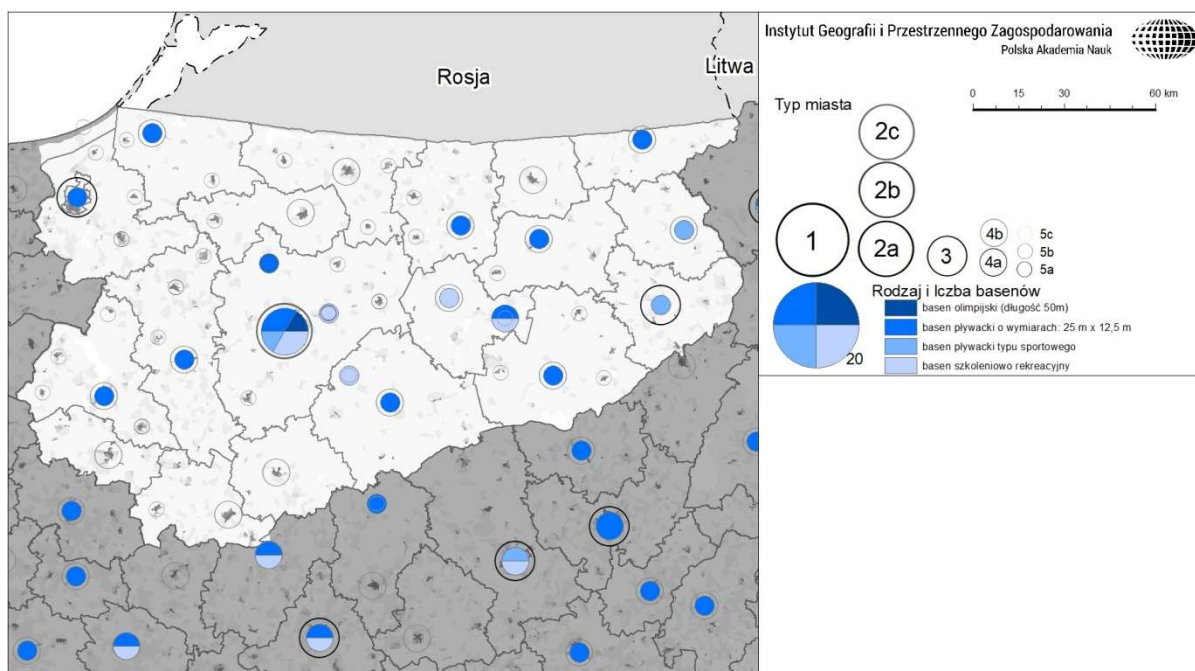 Instytut Geografii i Przestrzennego Zagospodarowania
Polska Akademia Nauk
Rosja
Litwa
0 15 30 60 km
Typ miasta
2c
2b
1
2a
3
4b
4a
5c
5b
5a
Rodzaj i lczba basenów
basen olimpijski (długość 50m)
basen pływacki o wymiarach: 25 m x 12,5 m
basen pływacki typu sportowego
20
basen szkoleniowo rekreacyjny